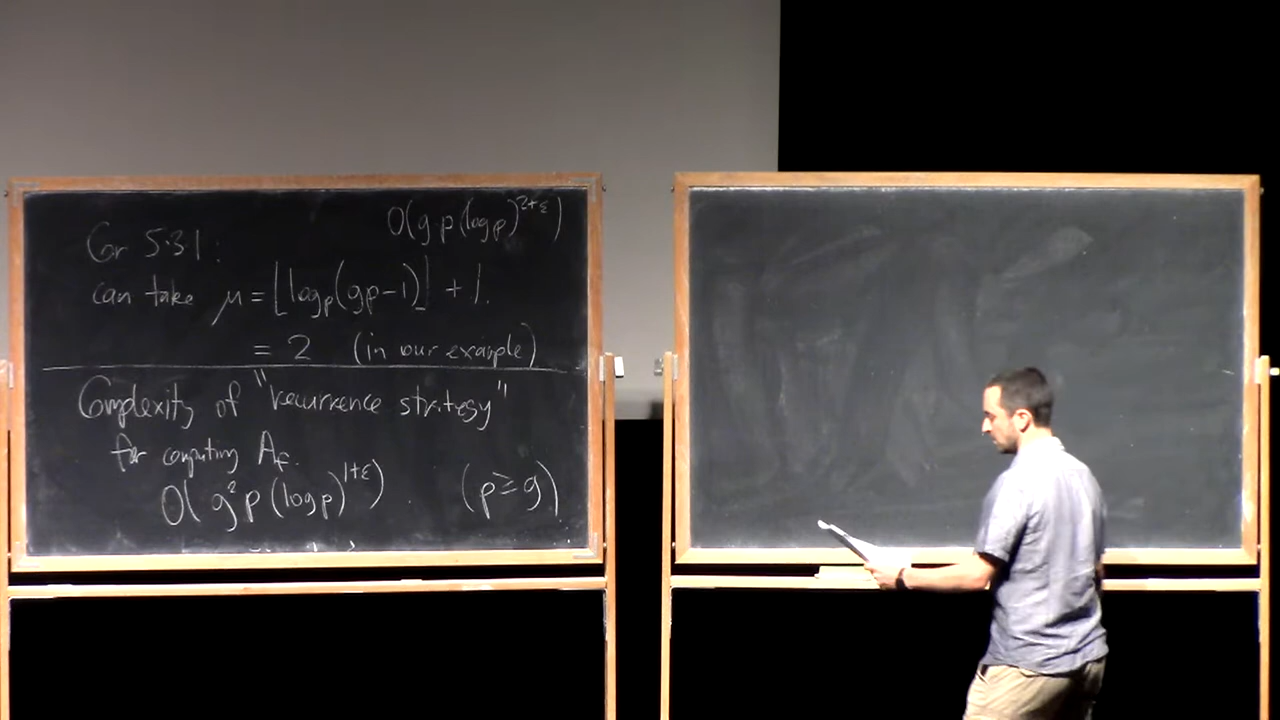 O(g p (log p)^{2+ε})
Cor 5.3.1:
can take μ = ⌊log_p(gp-1)⌋ + 1.
= 2 (in our example)
Complexity of "recurrence strategy"
for computing A_F.
O(g² p (log p)^{1+ε}) . (p ≥ g)